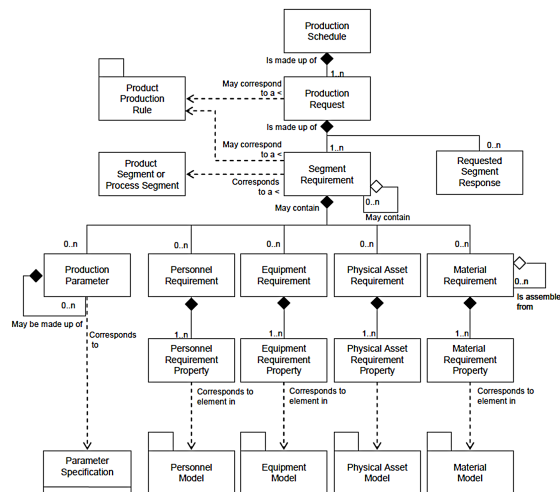 Production
Schedule
Is made up of
1..n
Product
Production
Rule
May correspond
to a <
Production
Request
Is made up of
May correspond
to a <
1..n
0..n
Product
Segment or
Process Segment
Corresponds
to a <
Segment
Requirement
Requested
Segment
Response
0..n
May contain
May contain
0..n
0..n
0..n
0..n
0..n
Production
Parameter
Personnel
Requirement
Equipment
Requirement
Physical Asset
Requirement
Material
Requirement
0..n
0..n
Is assemble
from
May be made up of
Corresponds
to
1..n
1..n
1..n
1..n
Personnel
Requirement
Property
Equipment
Requirement
Property
Physical Asset
Requirement
Property
Material
Requirement
Property
Corresponds to
element in
Corresponds to
element in
Corresponds to
element in
Corresponds to
element in
Parameter
Specification
Personnel
Model
Equipment
Model
Physical Asset
Model
Material
Model